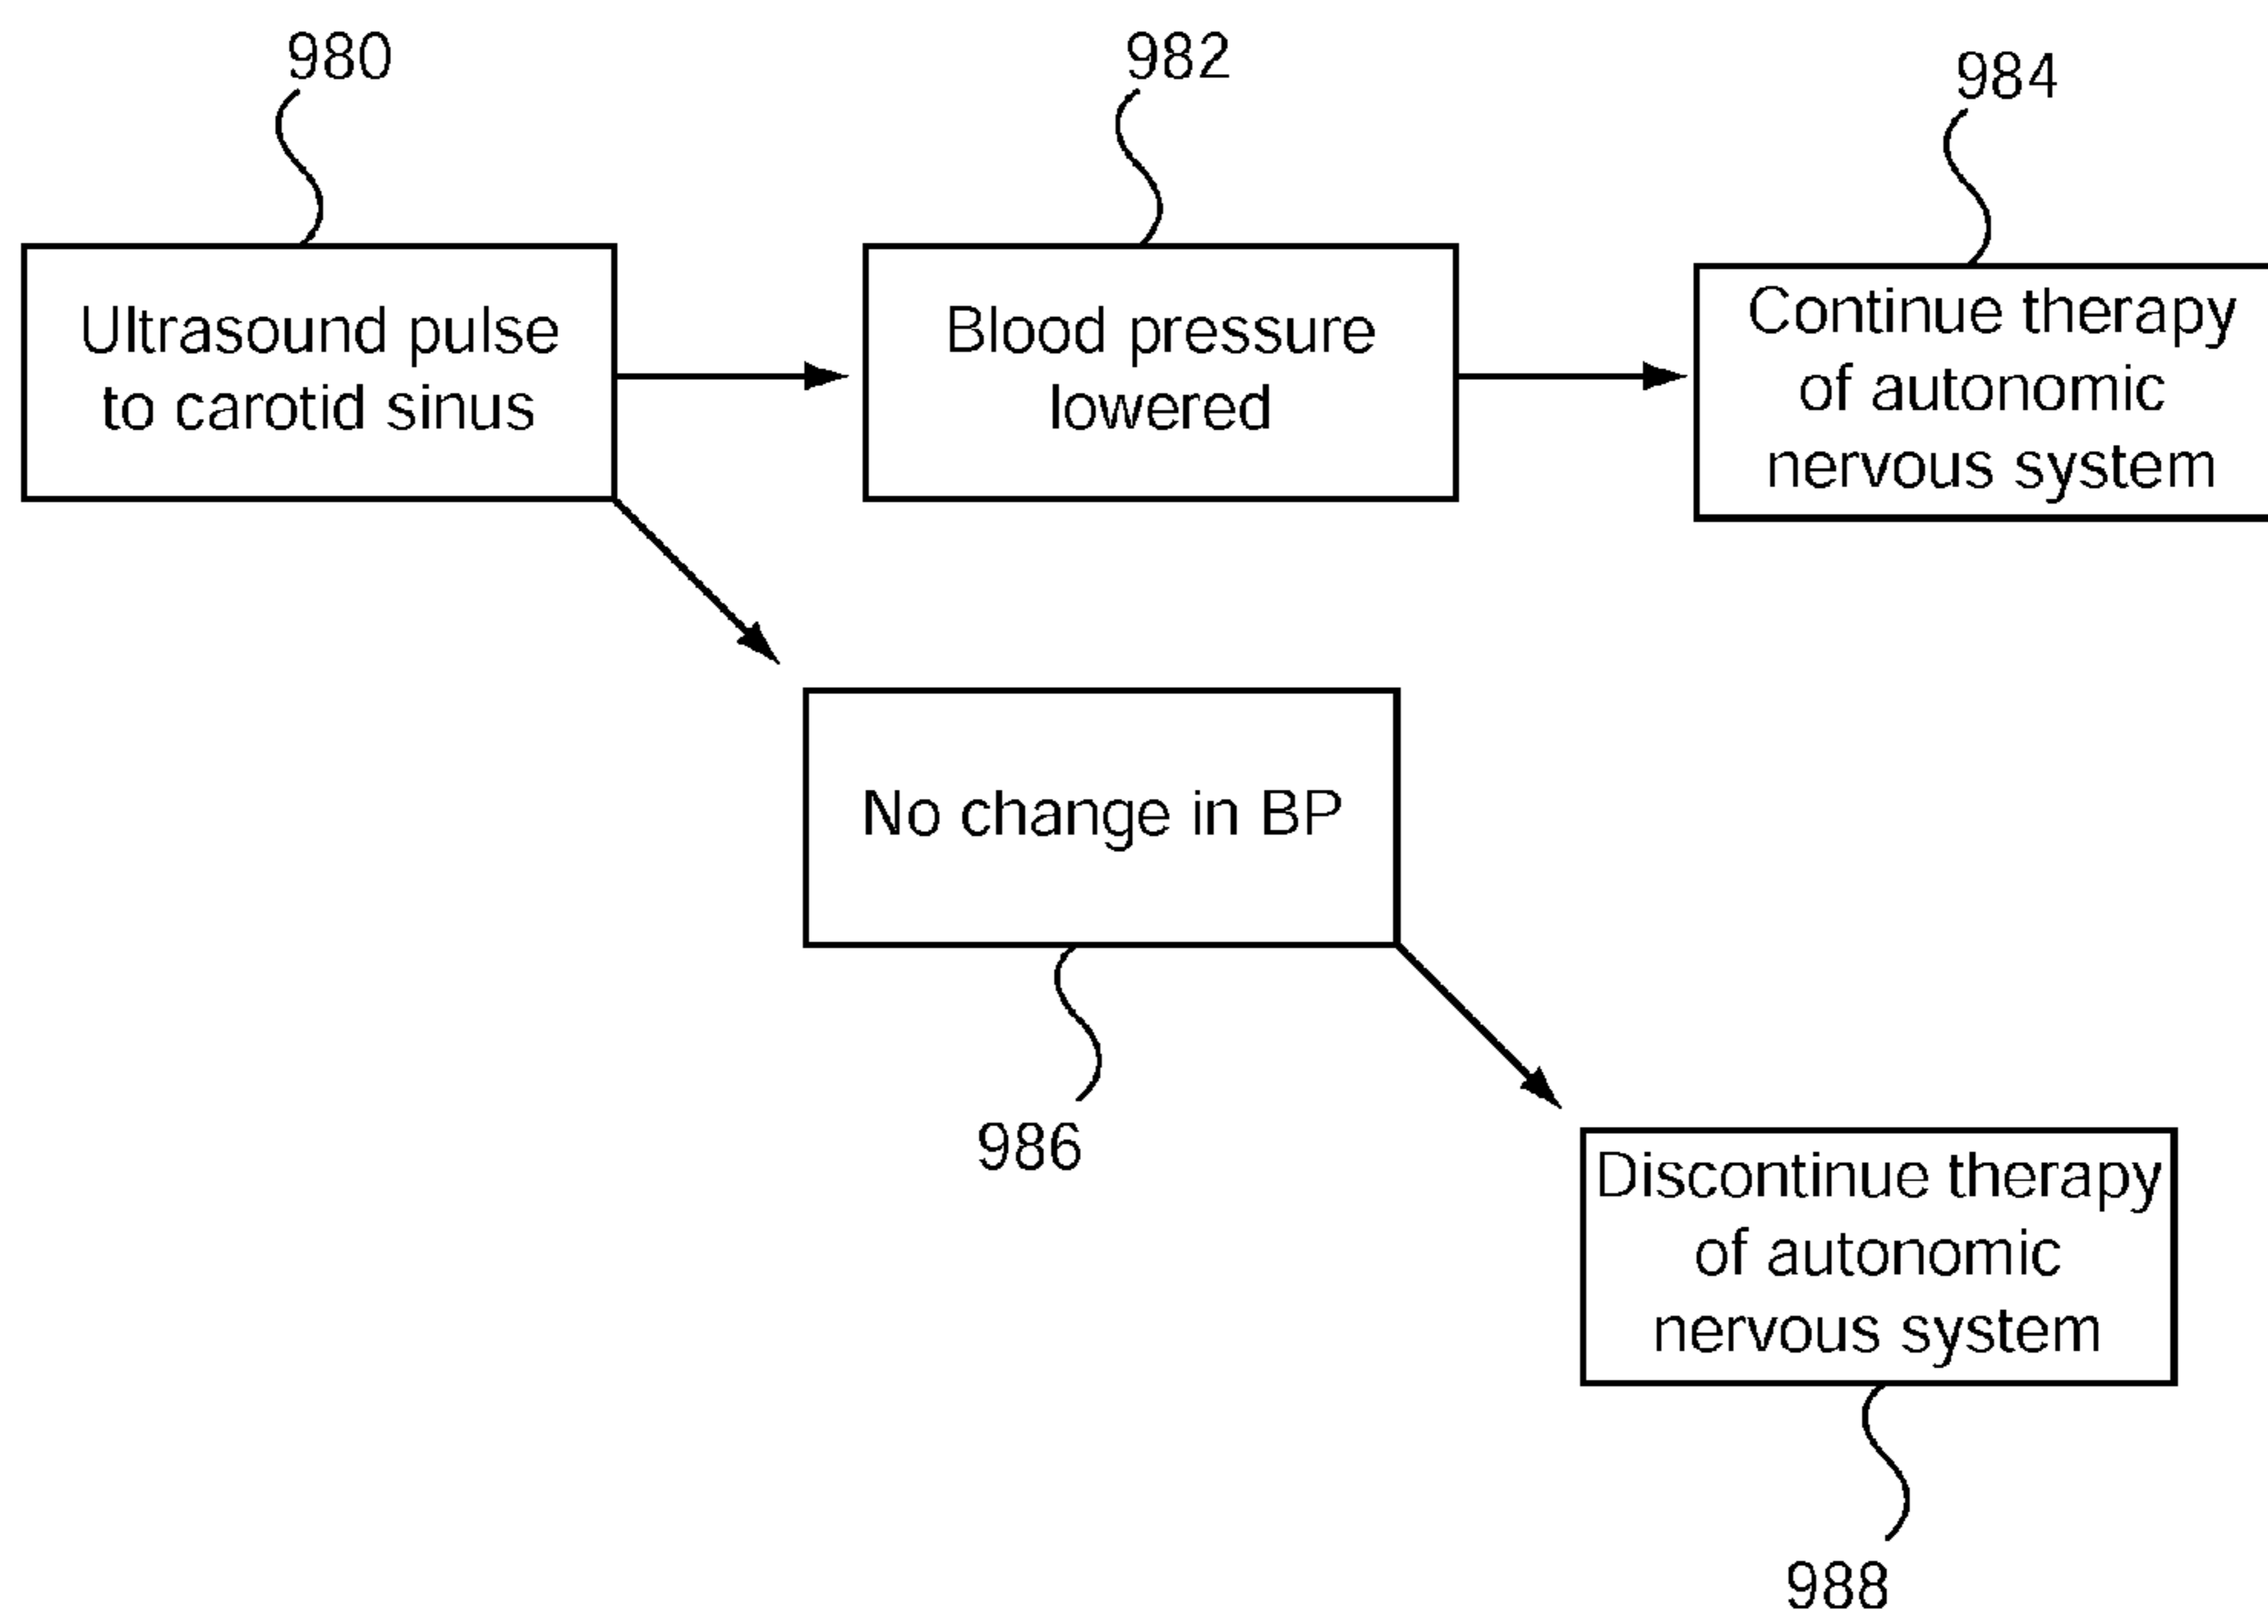 980
982
984
Ultrasound pulse
to carotid sinus
Blood pressure
lowered
Continue therapy
of autonomic
nervous system
No change in BP
986
Discontinue therapy
of autonomic
nervous system
988